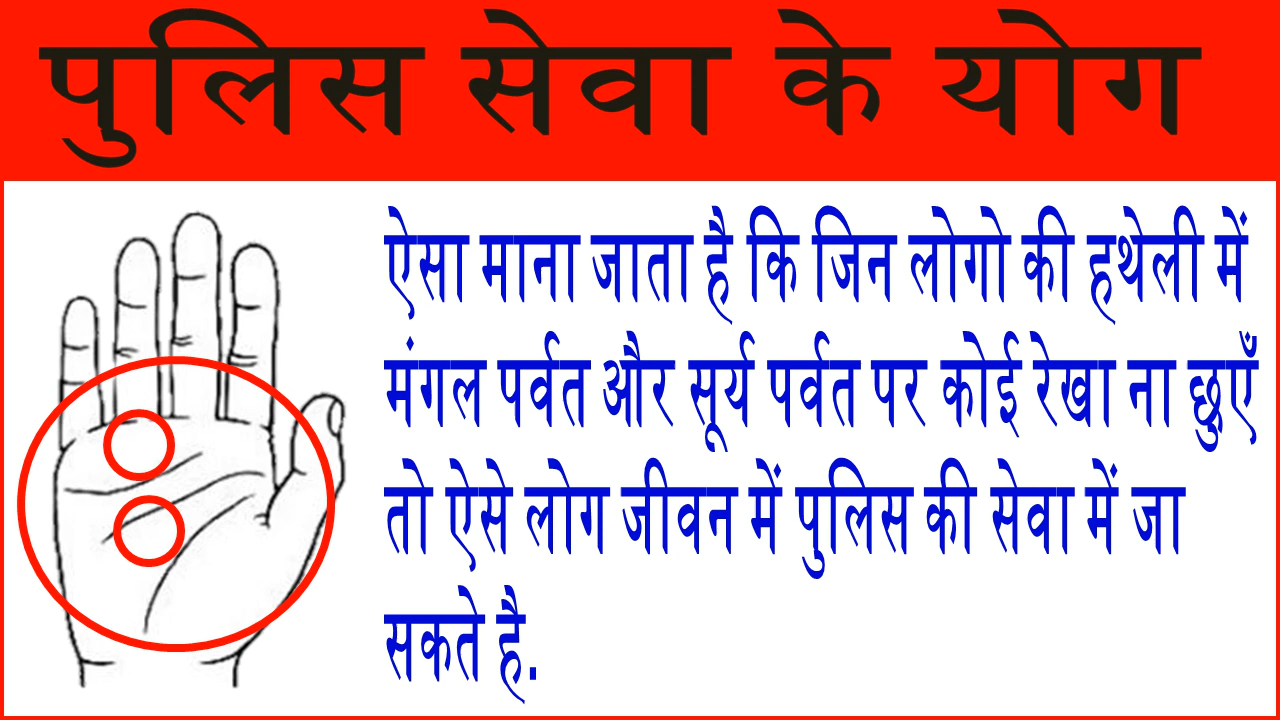 पुलिस सेवा के योग
ऐसा माना जाता है कि जिन लोगो की हथेली में
मंगल पर्वत और सूर्य पर्वत पर कोई रेखा ना छुएँ
तो ऐसे लोग जीवन में पुलिस की सेवा में जा
सकते है.